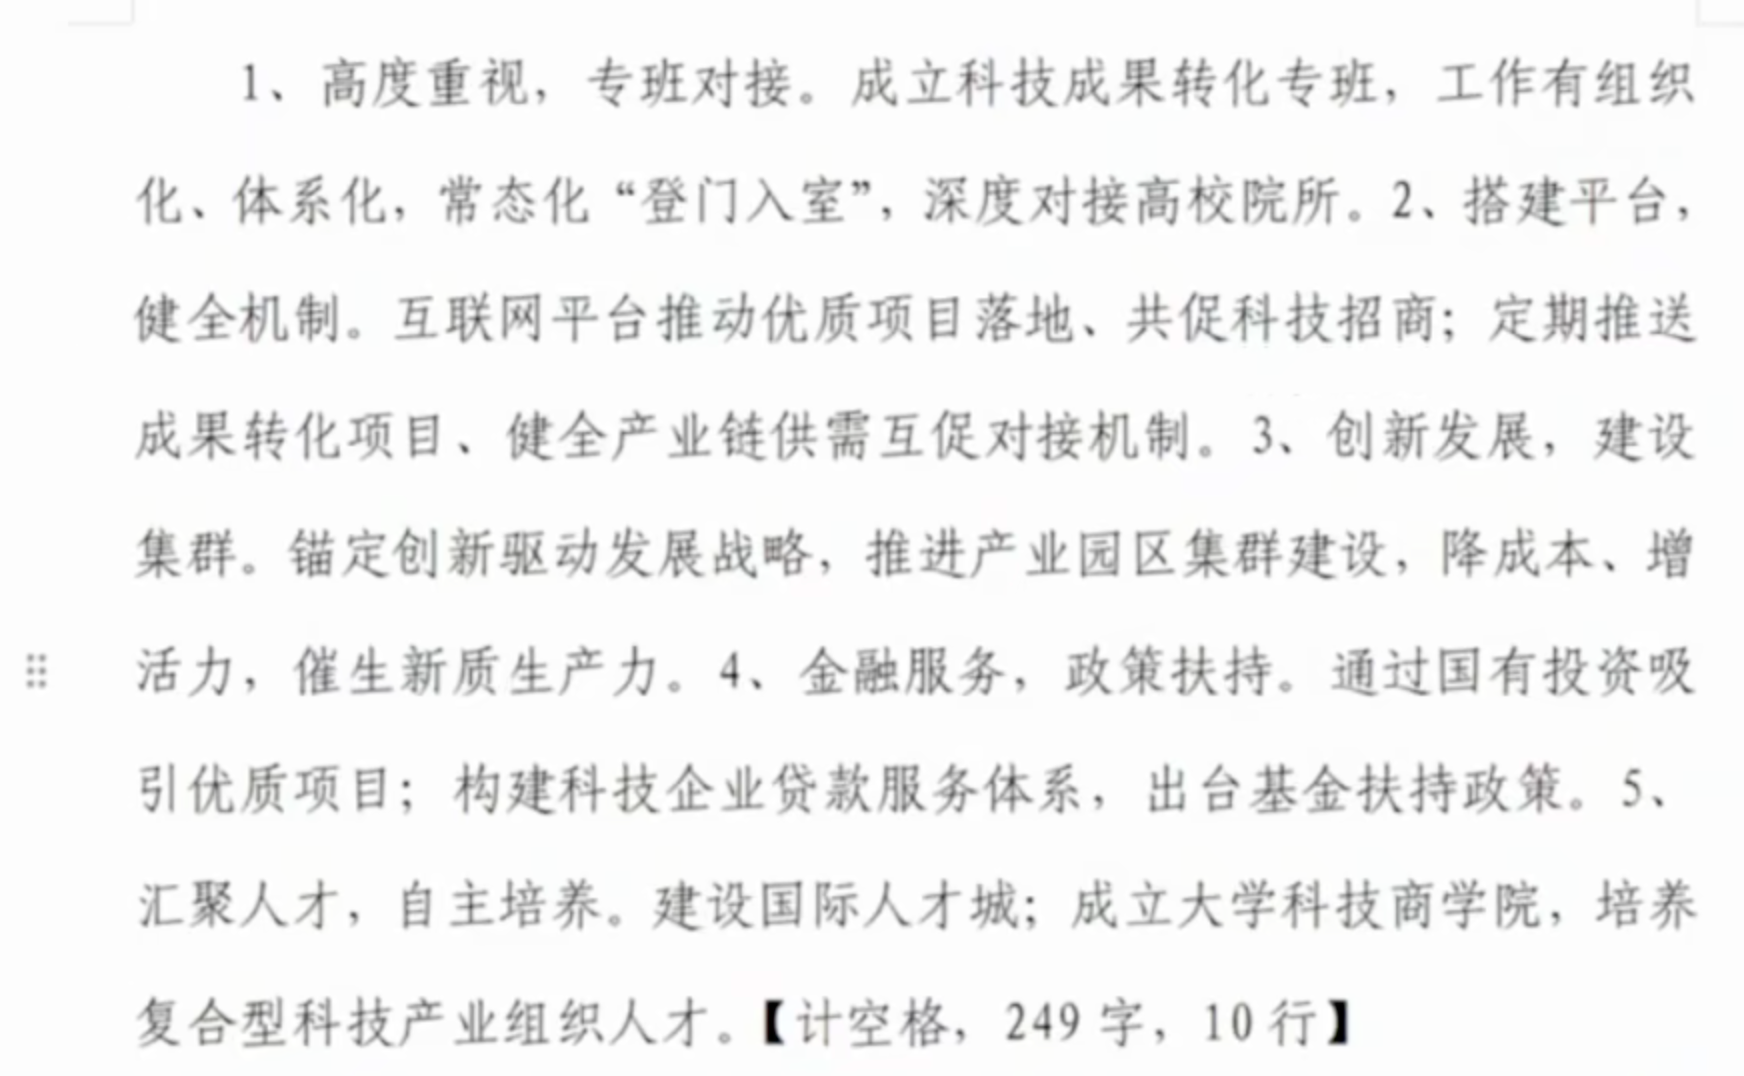 1、高度重视，专班对接。成立科技成果转化专班，工作有组织
化、体系化，常态化“登门入室”，深度对接高校院所。2、搭建平台，
健全机制。互联网平台推动优质项目落地、共促科技招商；定期推送
成果转化项目、健全产业链供需互促对接机制。3、创新发展，建设
集群。锚定创新驱动发展战略，推进产业园区集群建设，降成本、增
活力，催生新质生产力。4、金融服务，政策扶持。通过国有投资吸
引优质项目；构建科技企业贷款服务体系，出台基金扶持政策。5、
汇聚人才，自主培养。建设国际人才城；成立大学科技商学院，培养
复合型科技产业组织人才。【计空格，249 字，10 行】